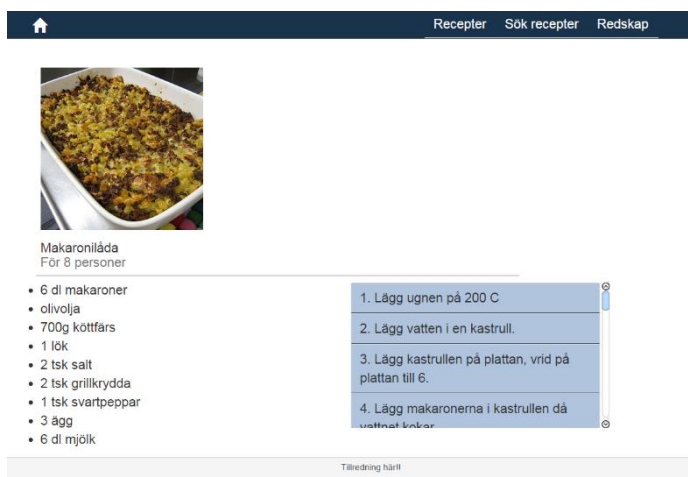 Recepter Sök recepter Redskap
Makaronilåda
För 8 personer
6 dl makaroner
olivolja
700g köttfärs
1 lök
2 tsk salt
2 tsk grillkrydda
1 tsk svartpeppar
3 ägg
6 dl mjölk
1. Lägg ugnen på 200 C
2. Lägg vatten i en kastrull.
3. Lägg kastrullen på plattan, vrid på
plattan till 6.
4. Lägg makaronerna i kastrullen då
vattnet kokar.
Tillredning här!!